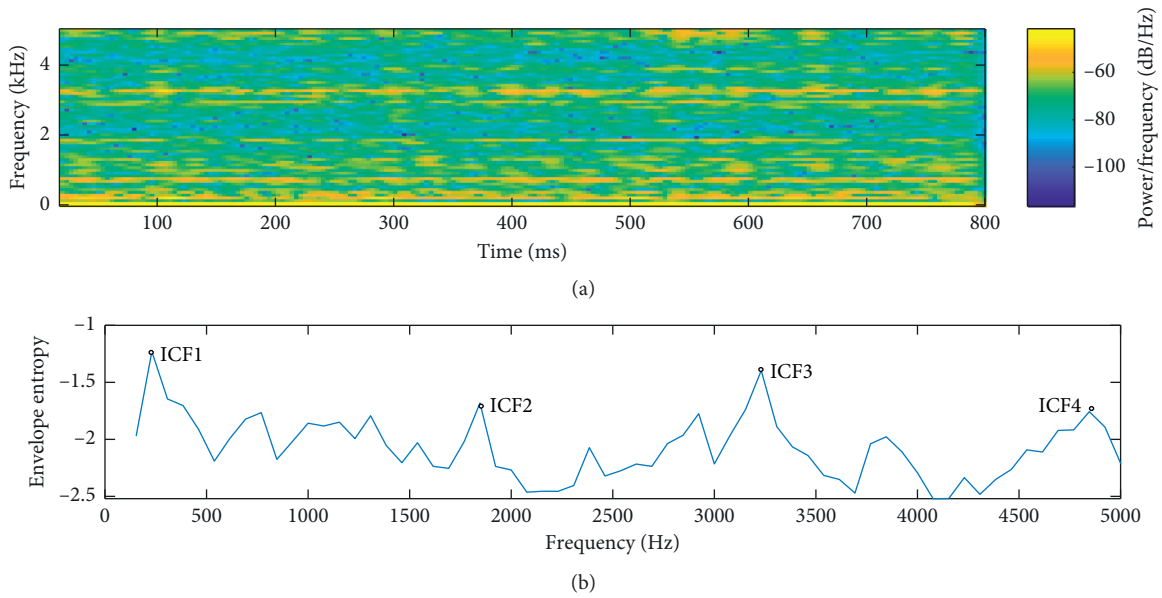 Frequency (kHz)
4
2
0
100
200
300
400
500
600
700
800
Time (ms)
–60
–80
–100
Power/frequency (dB/Hz)
(a)
Envelope entropy
–1
–1.5
–2
–2.5
ICF1
ICF2
ICF3
ICF4
0
500
1000
1500
2000
2500
3000
3500
4000
4500
5000
Frequency (Hz)
(b)